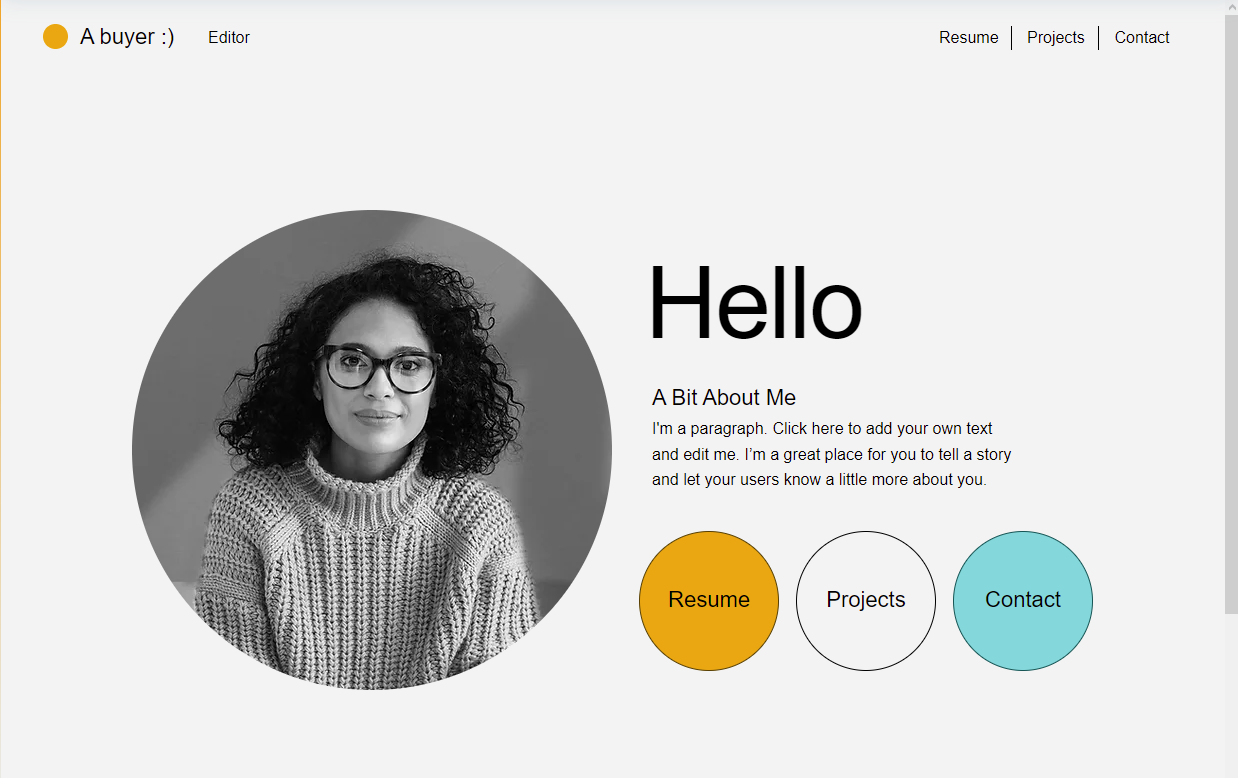 A buyer :) Editor Resume Projects Contact
Hello
A Bit About Me
I'm a paragraph. Click here to add your own text
and edit me. I’m a great place for you to tell a story
and let your users know a little more about you.
Resume Projects Contact